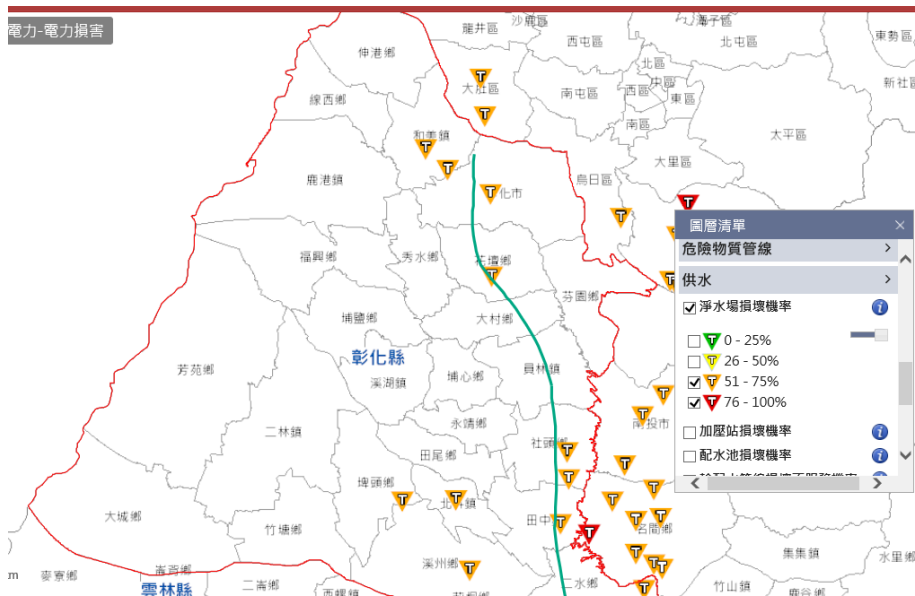 電力-電力損害
沙鹿區
潭子區
龍井區
西屯區
北屯區
東勢區
伸港鄉
北區
大肚區
南屯區
西區
中區
東區
新社
線西鄉
南區
太平區
和美鎮
大里區
鹿港鎮
烏日區
化市
圖層清單
福興鄉
秀水鄉
花壇鄉
危險物質管線
供水
芬園鄉
淨水場損壞機率
埔鹽鄉
大村鄉
0 - 25%
彰化縣
26 - 50%
芳苑鄉
溪湖鎮
埔心鄉
員林鎮
51 - 75%
76 - 100%
永靖鄉
南投市
二林鎮
加壓站損壞機率
田尾鄉
社頭鄉
配水池損壞機率
埤頭鄉
大城鄉
竹塘鄉
田中
名間鄉
集集鎮
水里鄉
溪州鄉
麥寮鄉
崙背鄉
二崙鄉
雲林縣
二水鄉
竹山鎮